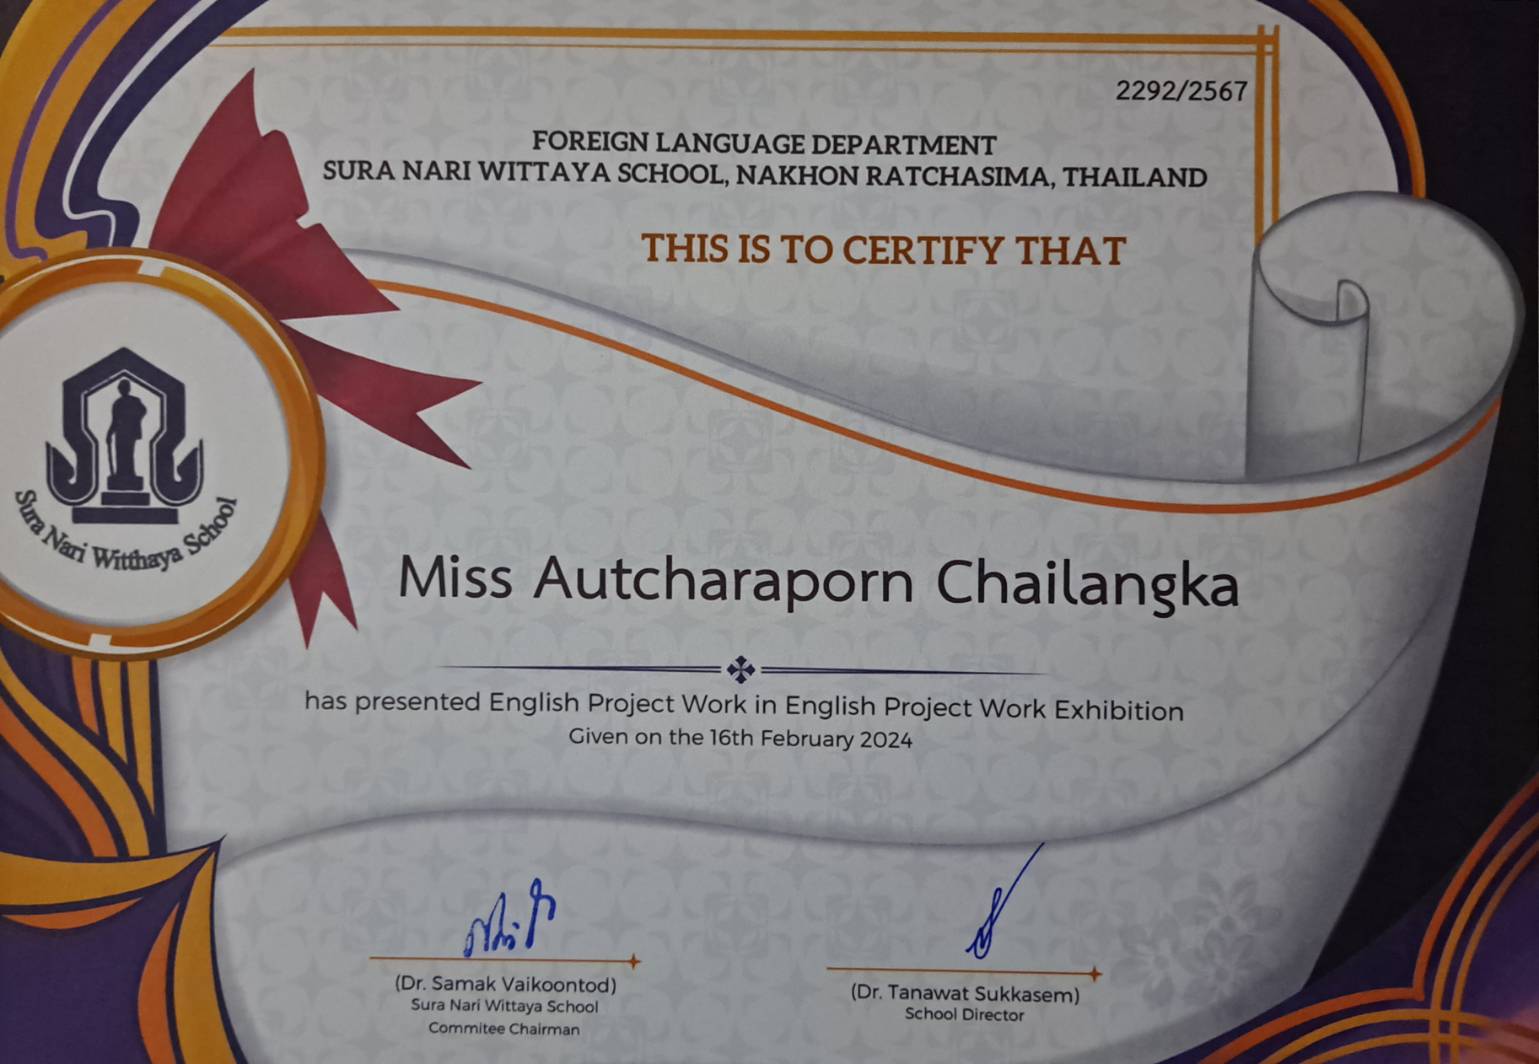 2292/2567
FOREIGN LANGUAGE DEPARTMENT
SURA NARI WITTAYA SCHOOL, NAKHON RATCHASIMA, THAILAND
THIS IS TO CERTIFY THAT
Sura Nari Witthaya School
Miss Autcharaporn Chailangka
has presented English Project Work in English Project Work Exhibition
Given on the 16th February 2024
(Dr. Samak Vaikoontod)
Sura Nari Wittaya School
Commitee Chairman
(Dr. Tanawat Sukkasem)
School Director